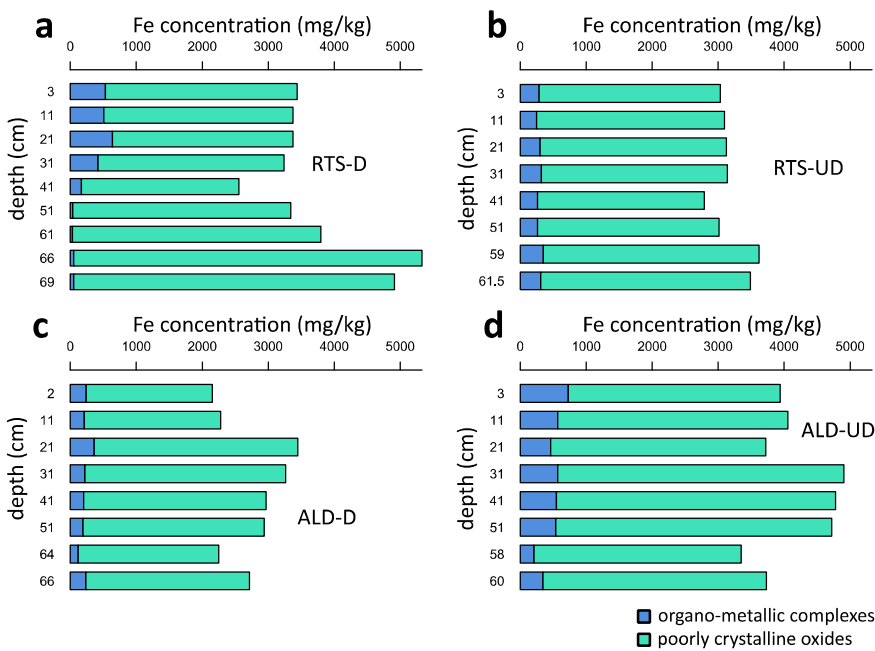 a
Fe concentration (mg/kg)
0 1000 2000 3000 4000 5000
depth (cm)
3
11
21
31
41
51
61
66
69
RTS-D
b
Fe concentration (mg/kg)
0 1000 2000 3000 4000 5000
depth (cm)
3
11
21
31
41
51
59
61.5
RTS-UD
c
Fe concentration (mg/kg)
0 1000 2000 3000 4000 5000
depth (cm)
2
11
21
31
41
51
64
66
ALD-D
d
Fe concentration (mg/kg)
0 1000 2000 3000 4000 5000
depth (cm)
3
11
21
31
41
51
58
60
ALD-UD
organo-metallic complexes
poorly crystalline oxides